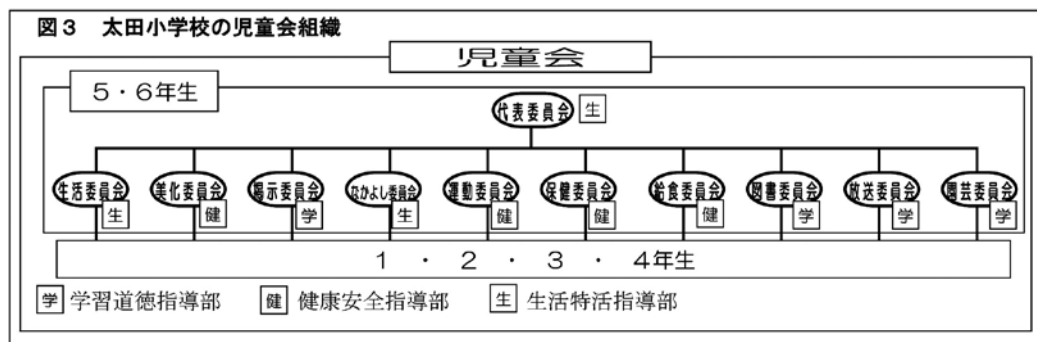 図3　太田小学校の児童会組織
児童会
5・6年生
代表委員会 生
生活委員会 美化委員会 掲示委員会 なかよし委員会 運動委員会 保健委員会 給食委員会 図書委員会 放送委員会 園芸委員会
生 健 学 生 健 健 健 学 学 学
1・2・3・4年生
学 学習道徳指導部 健 健康安全指導部 生 生活特活指導部